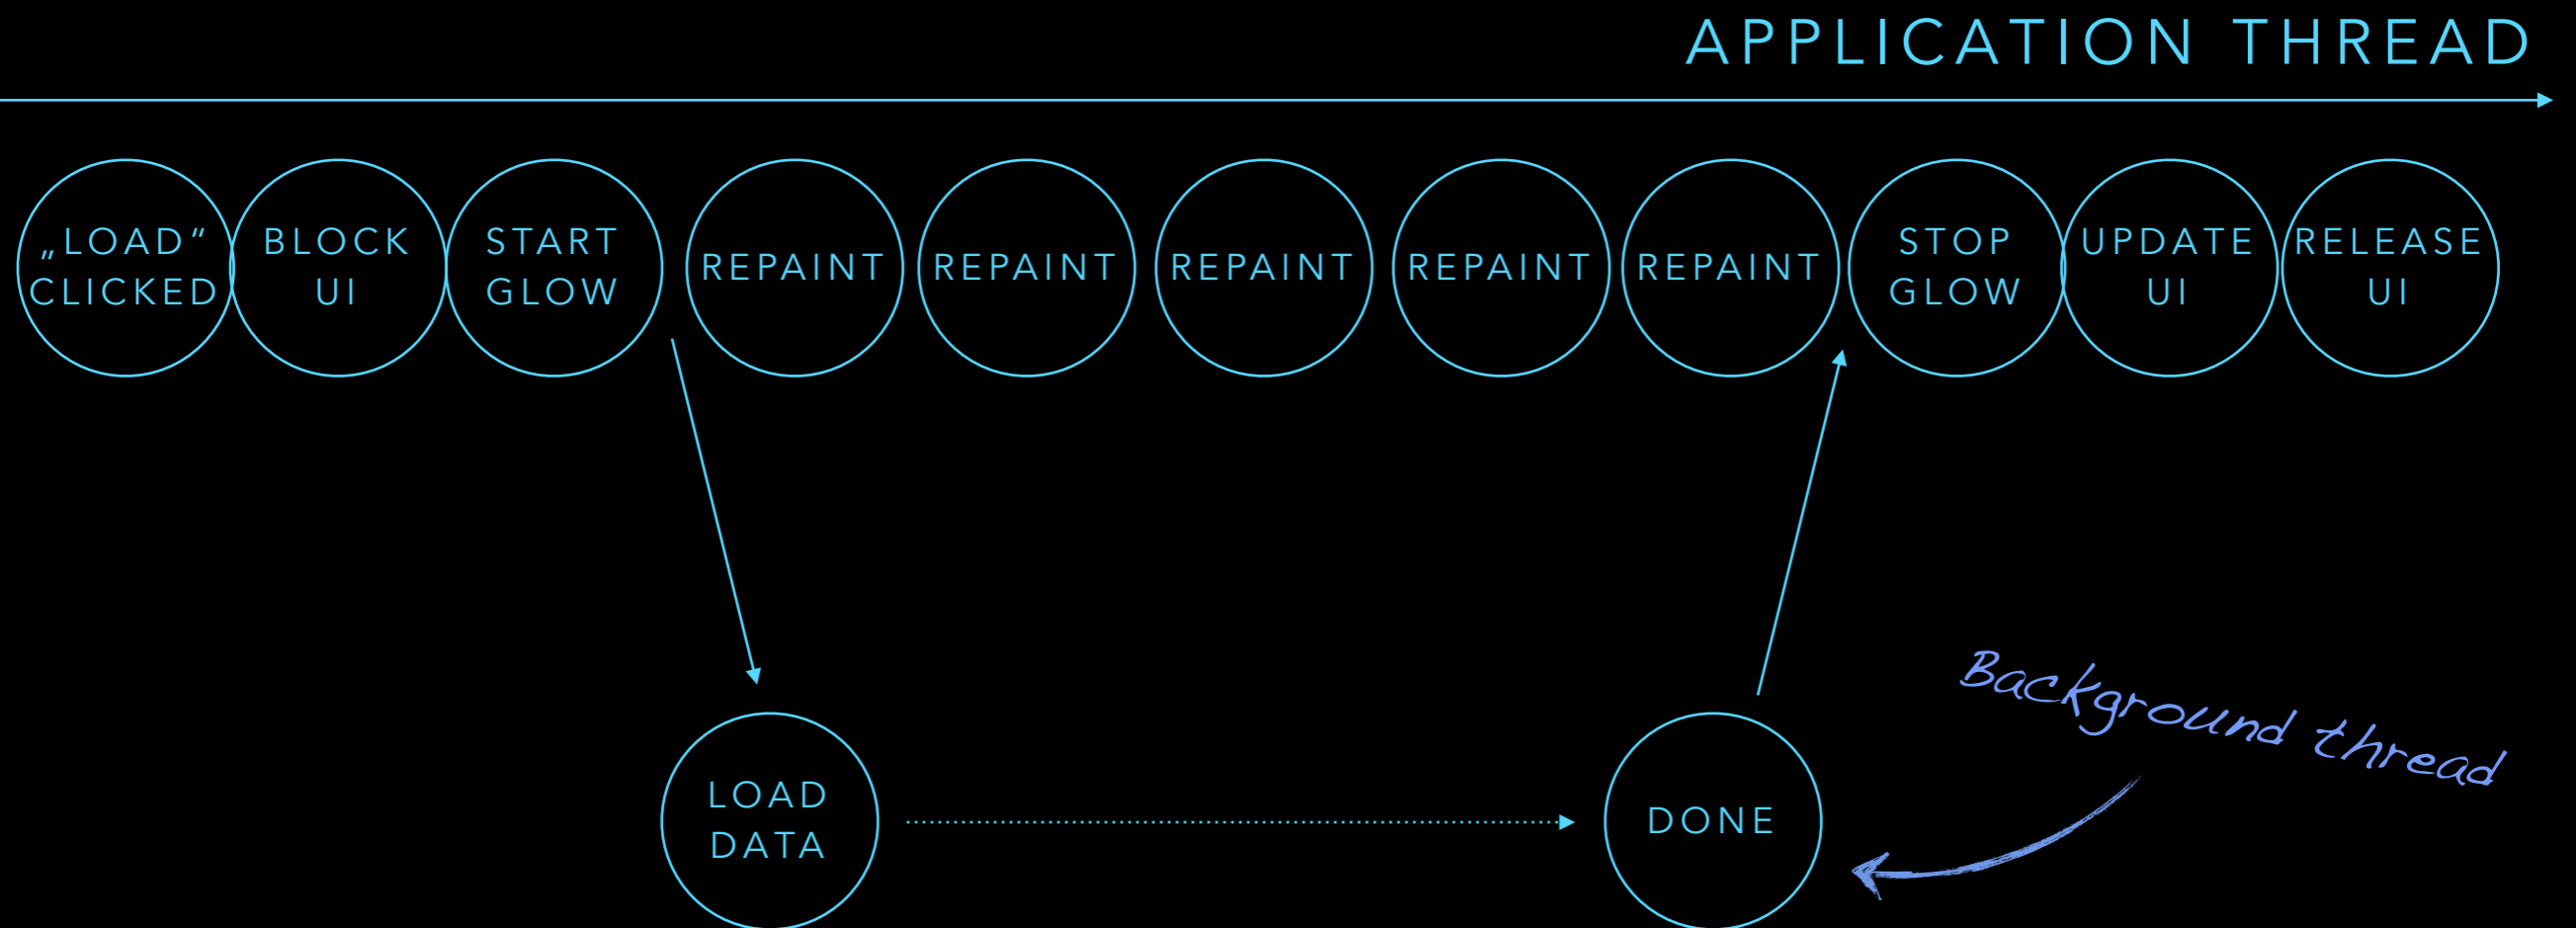 APPLICATION THREAD
„LOAD“
CLICKED
BLOCK
UI
START
GLOW
REPAINT
REPAINT
REPAINT
REPAINT
REPAINT
STOP
GLOW
UPDATE
UI
RELEASE
UI
Background thread
LOAD
DATA
DONE